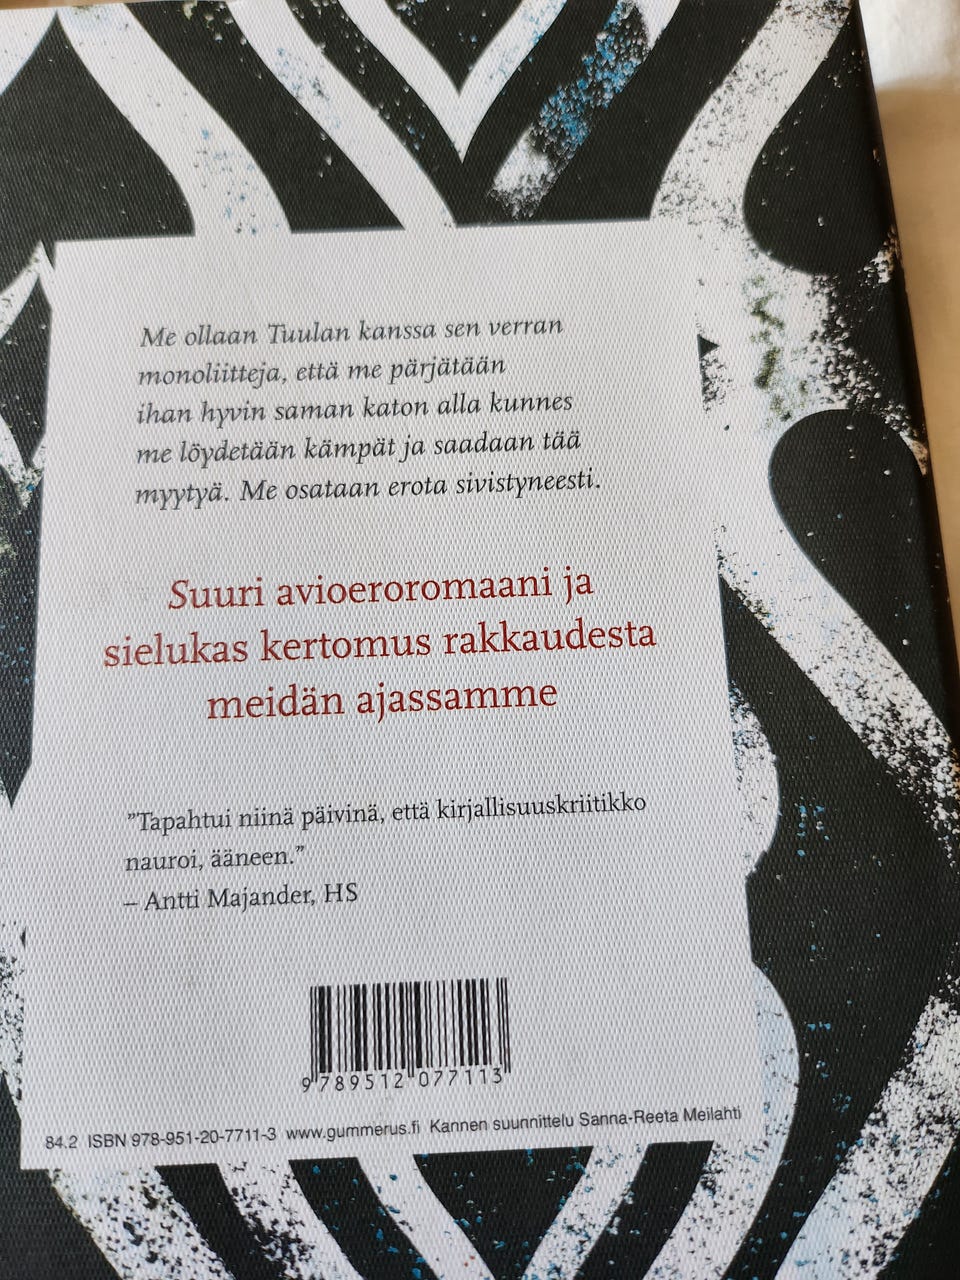 Me ollaan Tuulan kanssa sen verran
monoliitteja, että me pärjätään
ihan hyvin saman katon alla kunnes
me löydetään kämpät ja saadaan tää
myytyä. Me osataan erota sivistyneesti.
Suuri avioeroromaani ja
sielukas kertomus rakkaudesta
meidän ajassamme
”Tapahtui niinä päivinä, että kirjallisuuskriitikko
nauroi, ääneen.”
– Antti Majander, HS
9 789512 077113
84.2 ISBN 978-951-20-7711-3 www.gummerus.fi Kannen suunnittelu Sanna-Reeta Meilahti